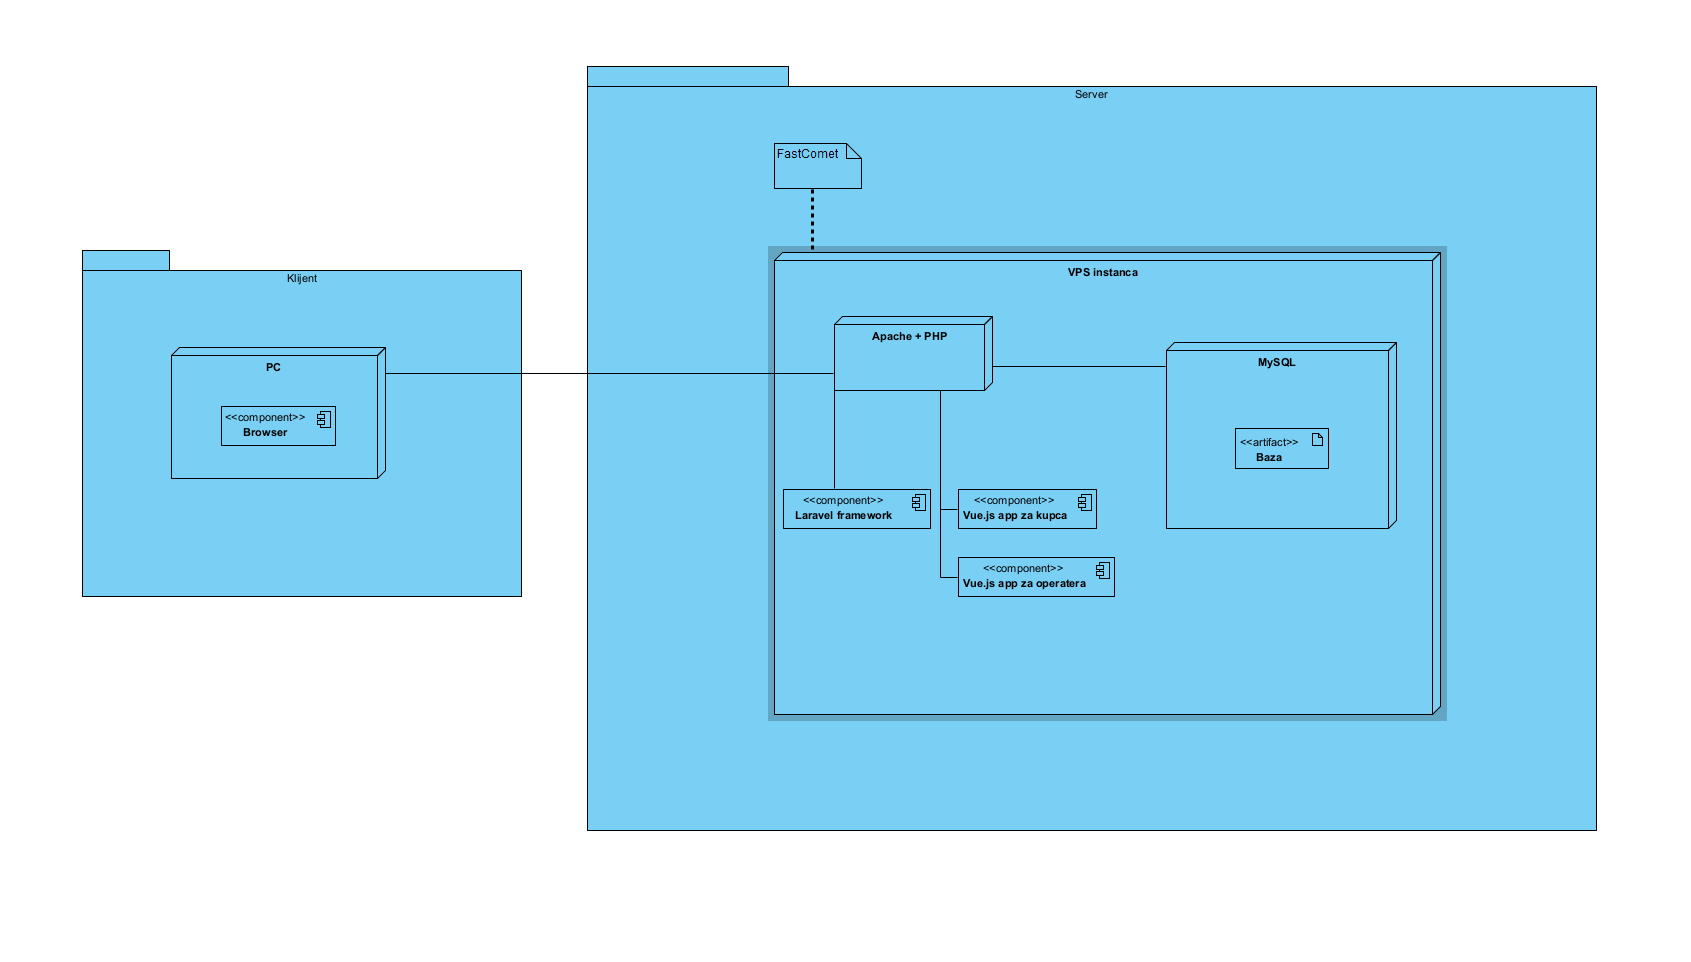 Server
FastComet
Klijent
VPS instanca
Apache + PHP
PC
MySQL
<<component>>
Browser
<<artifact>>
Baza
<<component>>
Laravel framework
<<component>>
Vue.js app za kupca
<<component>>
Vue.js app za operatera